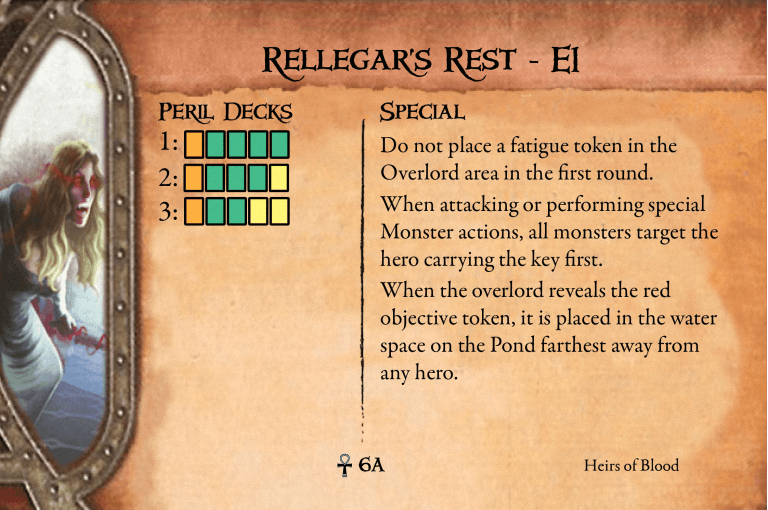 Rellegar's Rest - E1
Peril Decks
1:
2:
3:
Special
Do not place a fatigue token in the
Overlord area in the first round.
When attacking or performing special
Monster actions, all monsters target the
hero carrying the key first.
When the overlord reveals the red
objective token, it is placed in the water
space on the Pond farthest away from
any hero.
6A
Heirs of Blood